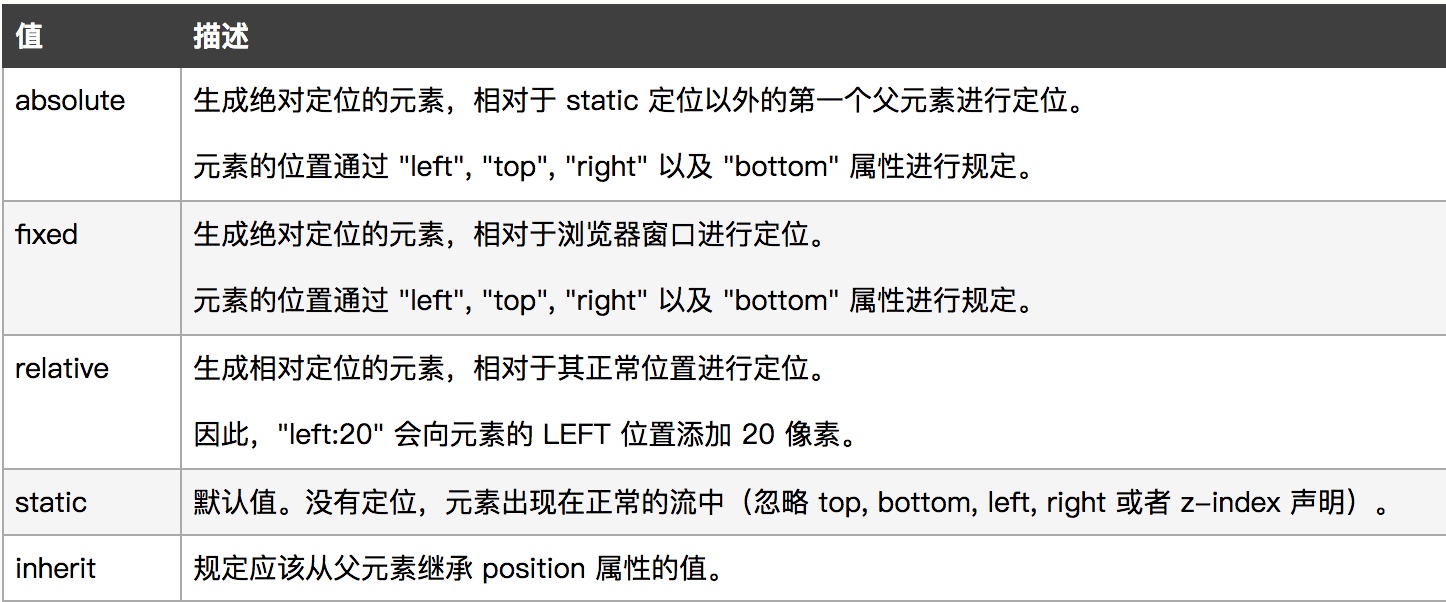 值 描述
absolute 生成绝对定位的元素，相对于 static 定位以外的第一个父元素进行定位。
元素的位置通过 "left", "top", "right" 以及 "bottom" 属性进行规定。
fixed 生成绝对定位的元素，相对于浏览器窗口进行定位。
元素的位置通过 "left", "top", "right" 以及 "bottom" 属性进行规定。
relative 生成相对定位的元素，相对于其正常位置进行定位。
因此，"left:20" 会向元素的 LEFT 位置添加 20 像素。
static 默认值。没有定位，元素出现在正常的流中（忽略 top, bottom, left, right 或者 z-index 声明）。
inherit 规定应该从父元素继承 position 属性的值。